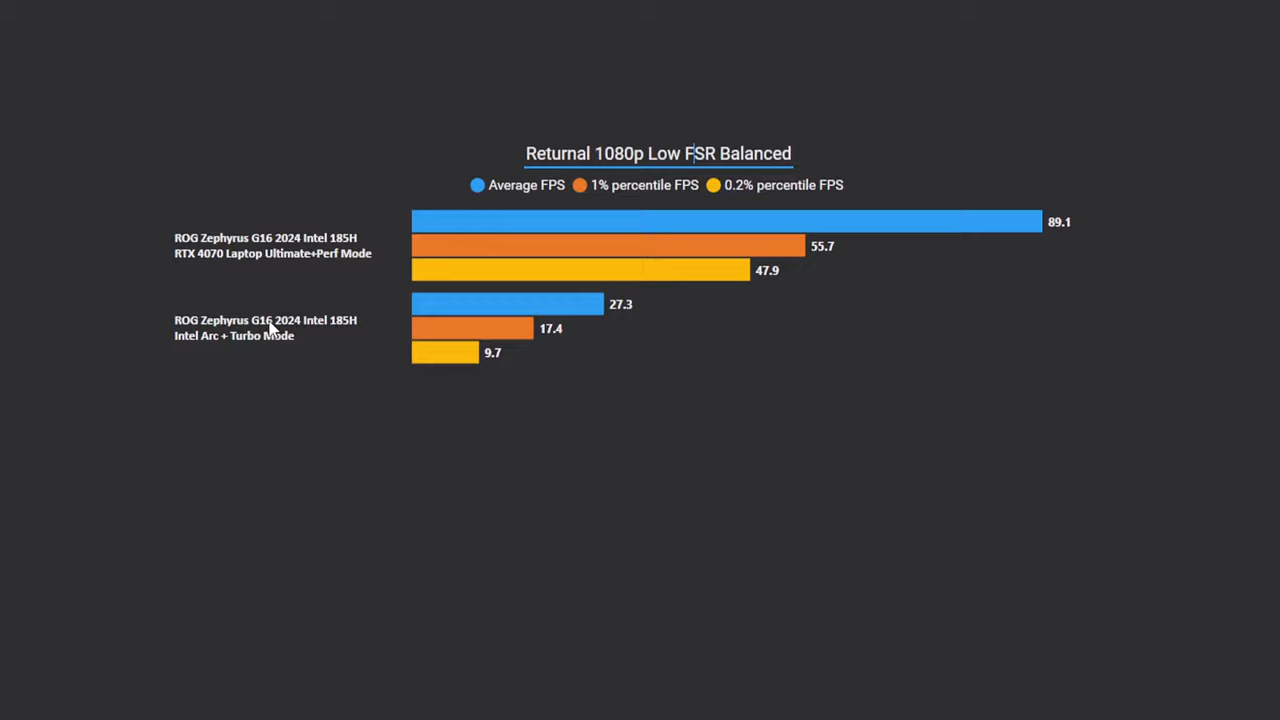 Returnal 1080p Low FSR Balanced
Average FPS 1% percentile FPS 0.2% percentile FPS
ROG Zephyrus G16 2024 Intel 185H
RTX 4070 Laptop Ultimate+Perf Mode
89.1
55.7
47.9
ROG Zephyrus G16 2024 Intel 185H
Intel Arc + Turbo Mode
27.3
17.4
9.7